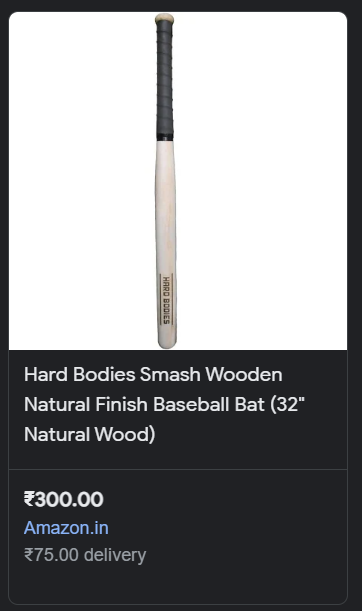 HARD BODIES
Hard Bodies Smash Wooden
Natural Finish Baseball Bat (32"
Natural Wood)
₹300.00
Amazon.in
₹75.00 delivery